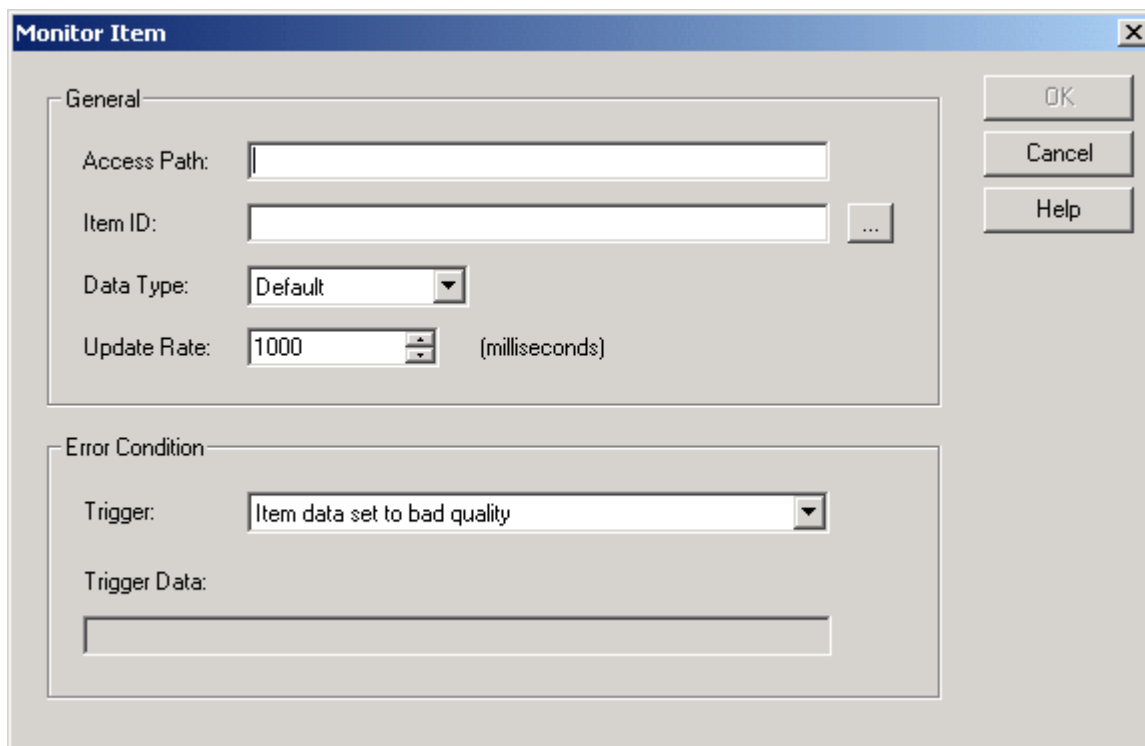 Monitor Item
General
Access Path:
Item ID:
...
Data Type:
Default
Update Rate:
1000
(milliseconds)
Error Condition
Trigger:
Item data set to bad quality
Trigger Data:
OK
Cancel
Help